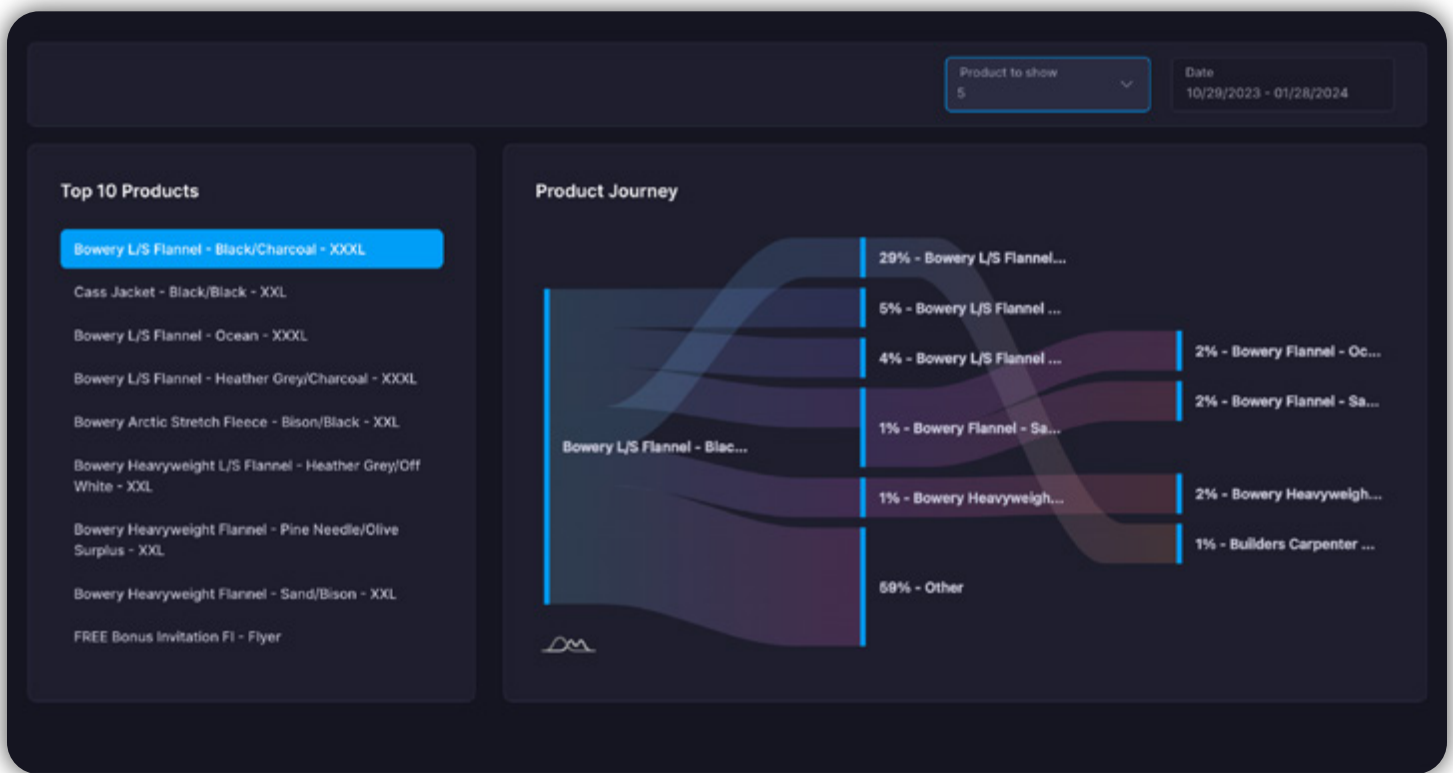 Product to show
5
Date
10/29/2023 - 01/28/2024
Top 10 Products
Bowery L/S Flannel - Black/Charcoal - XXXL
Cass Jacket - Black/Black - XXL
Bowery L/S Flannel - Ocean - XXXL
Bowery L/S Flannel - Heather Grey/Charcoal - XXXL
Bowery Arctic Stretch Fleece - Bison/Black - XXL
Bowery Heavyweight L/S Flannel - Heather Grey/Off
White - XXL
Bowery Heavyweight Flannel - Pine Needle/Olive
Surplus - XXL
Bowery Heavyweight Flannel - Sand/Bison - XXL
FREE Bonus Invitation FI - Flyer
Product Journey
Bowery L/S Flannel - Blac...
29% - Bowery L/S Flannel...
5% - Bowery L/S Flannel ...
4% - Bowery L/S Flannel ...
1% - Bowery Flannel - Sa...
1% - Bowery Heavyweigh...
59% - Other
2% - Bowery Flannel - Oc...
2% - Bowery Flannel - Sa...
2% - Bowery Heavyweigh...
1% - Builders Carpenter ...